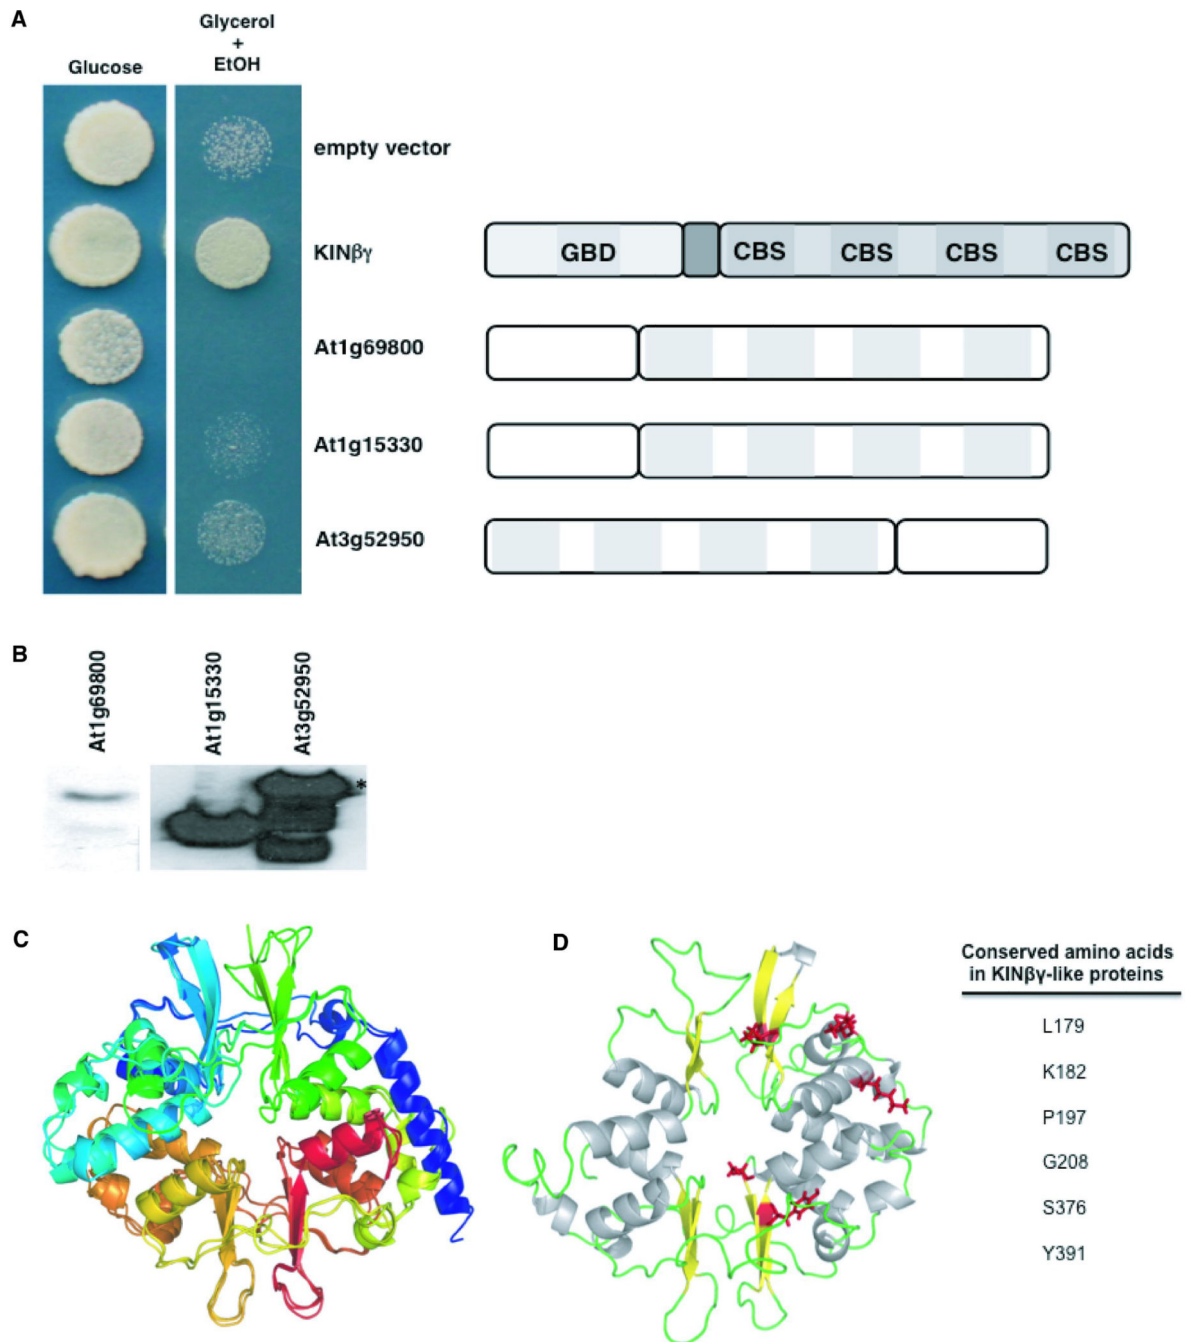 A
Glucose
Glycerol
+
EtOH
empty vector
KINβγ
GBD
CBS
CBS
CBS
CBS
At1g69800
At1g15330
At3g52950
B
At1g69800
At1g15330
At3g52950
*
C
D
Conserved amino acids
in KINβγ-like proteins
L179
K182
P197
G208
S376
Y391